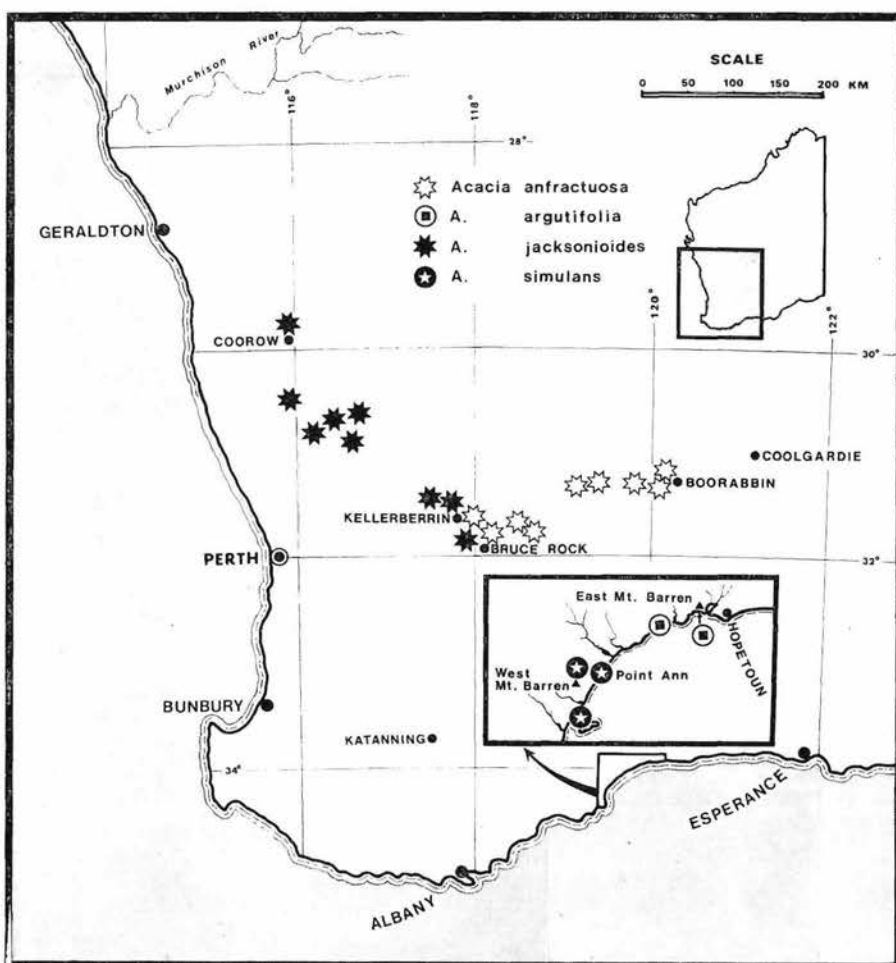 SCALE
0 50 100 150 200 KM
Murchison River
116°
118°
28°
Acacia anfractuosa
A. argutifolia
A. jacksonioides
A. simulans
GERALDTON
120°
122°
COOROW
30°
COOLGARDIE
BOORABBIN
KELLERBERRIN
BRUCE ROCK
PERTH
32°
East Mt. Barren
HOPETOUN
West
Mt. Barren
Point Ann
BUNBURY
KATANNING
34°
ESPERANCE
ALBANY